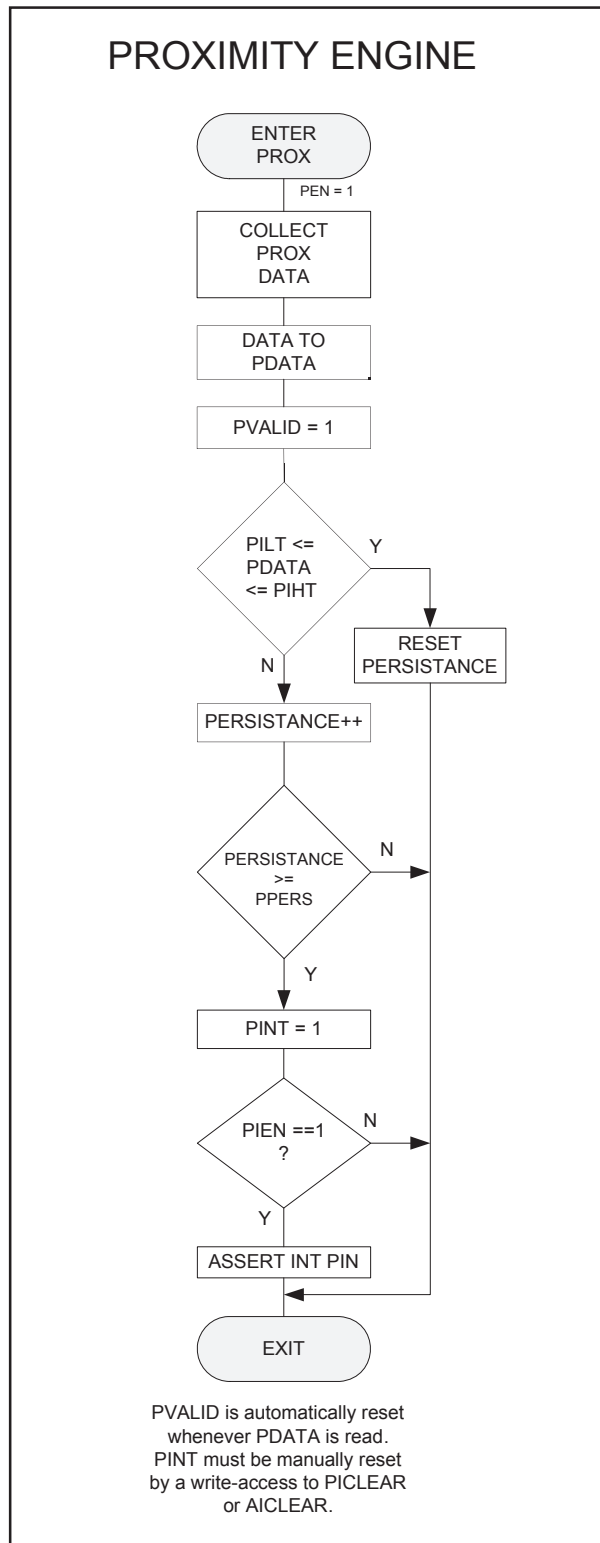 PROXIMITY ENGINE
ENTER
PROX
PEN = 1
COLLECT
PROX
DATA
DATA TO
PDATA
PVALID = 1
PILT <=
PDATA
<= PIHT
Y
RESET
PERSISTANCE
N
PERSISTANCE++
PERSISTANCE
>=
PPERS
N
Y
PINT = 1
PIEN ==1
?
N
Y
ASSERT INT PIN
EXIT
PVALID is automatically reset
whenever PDATA is read.
PINT must be manually reset
by a write-access to PICLEAR
or AICLEAR.